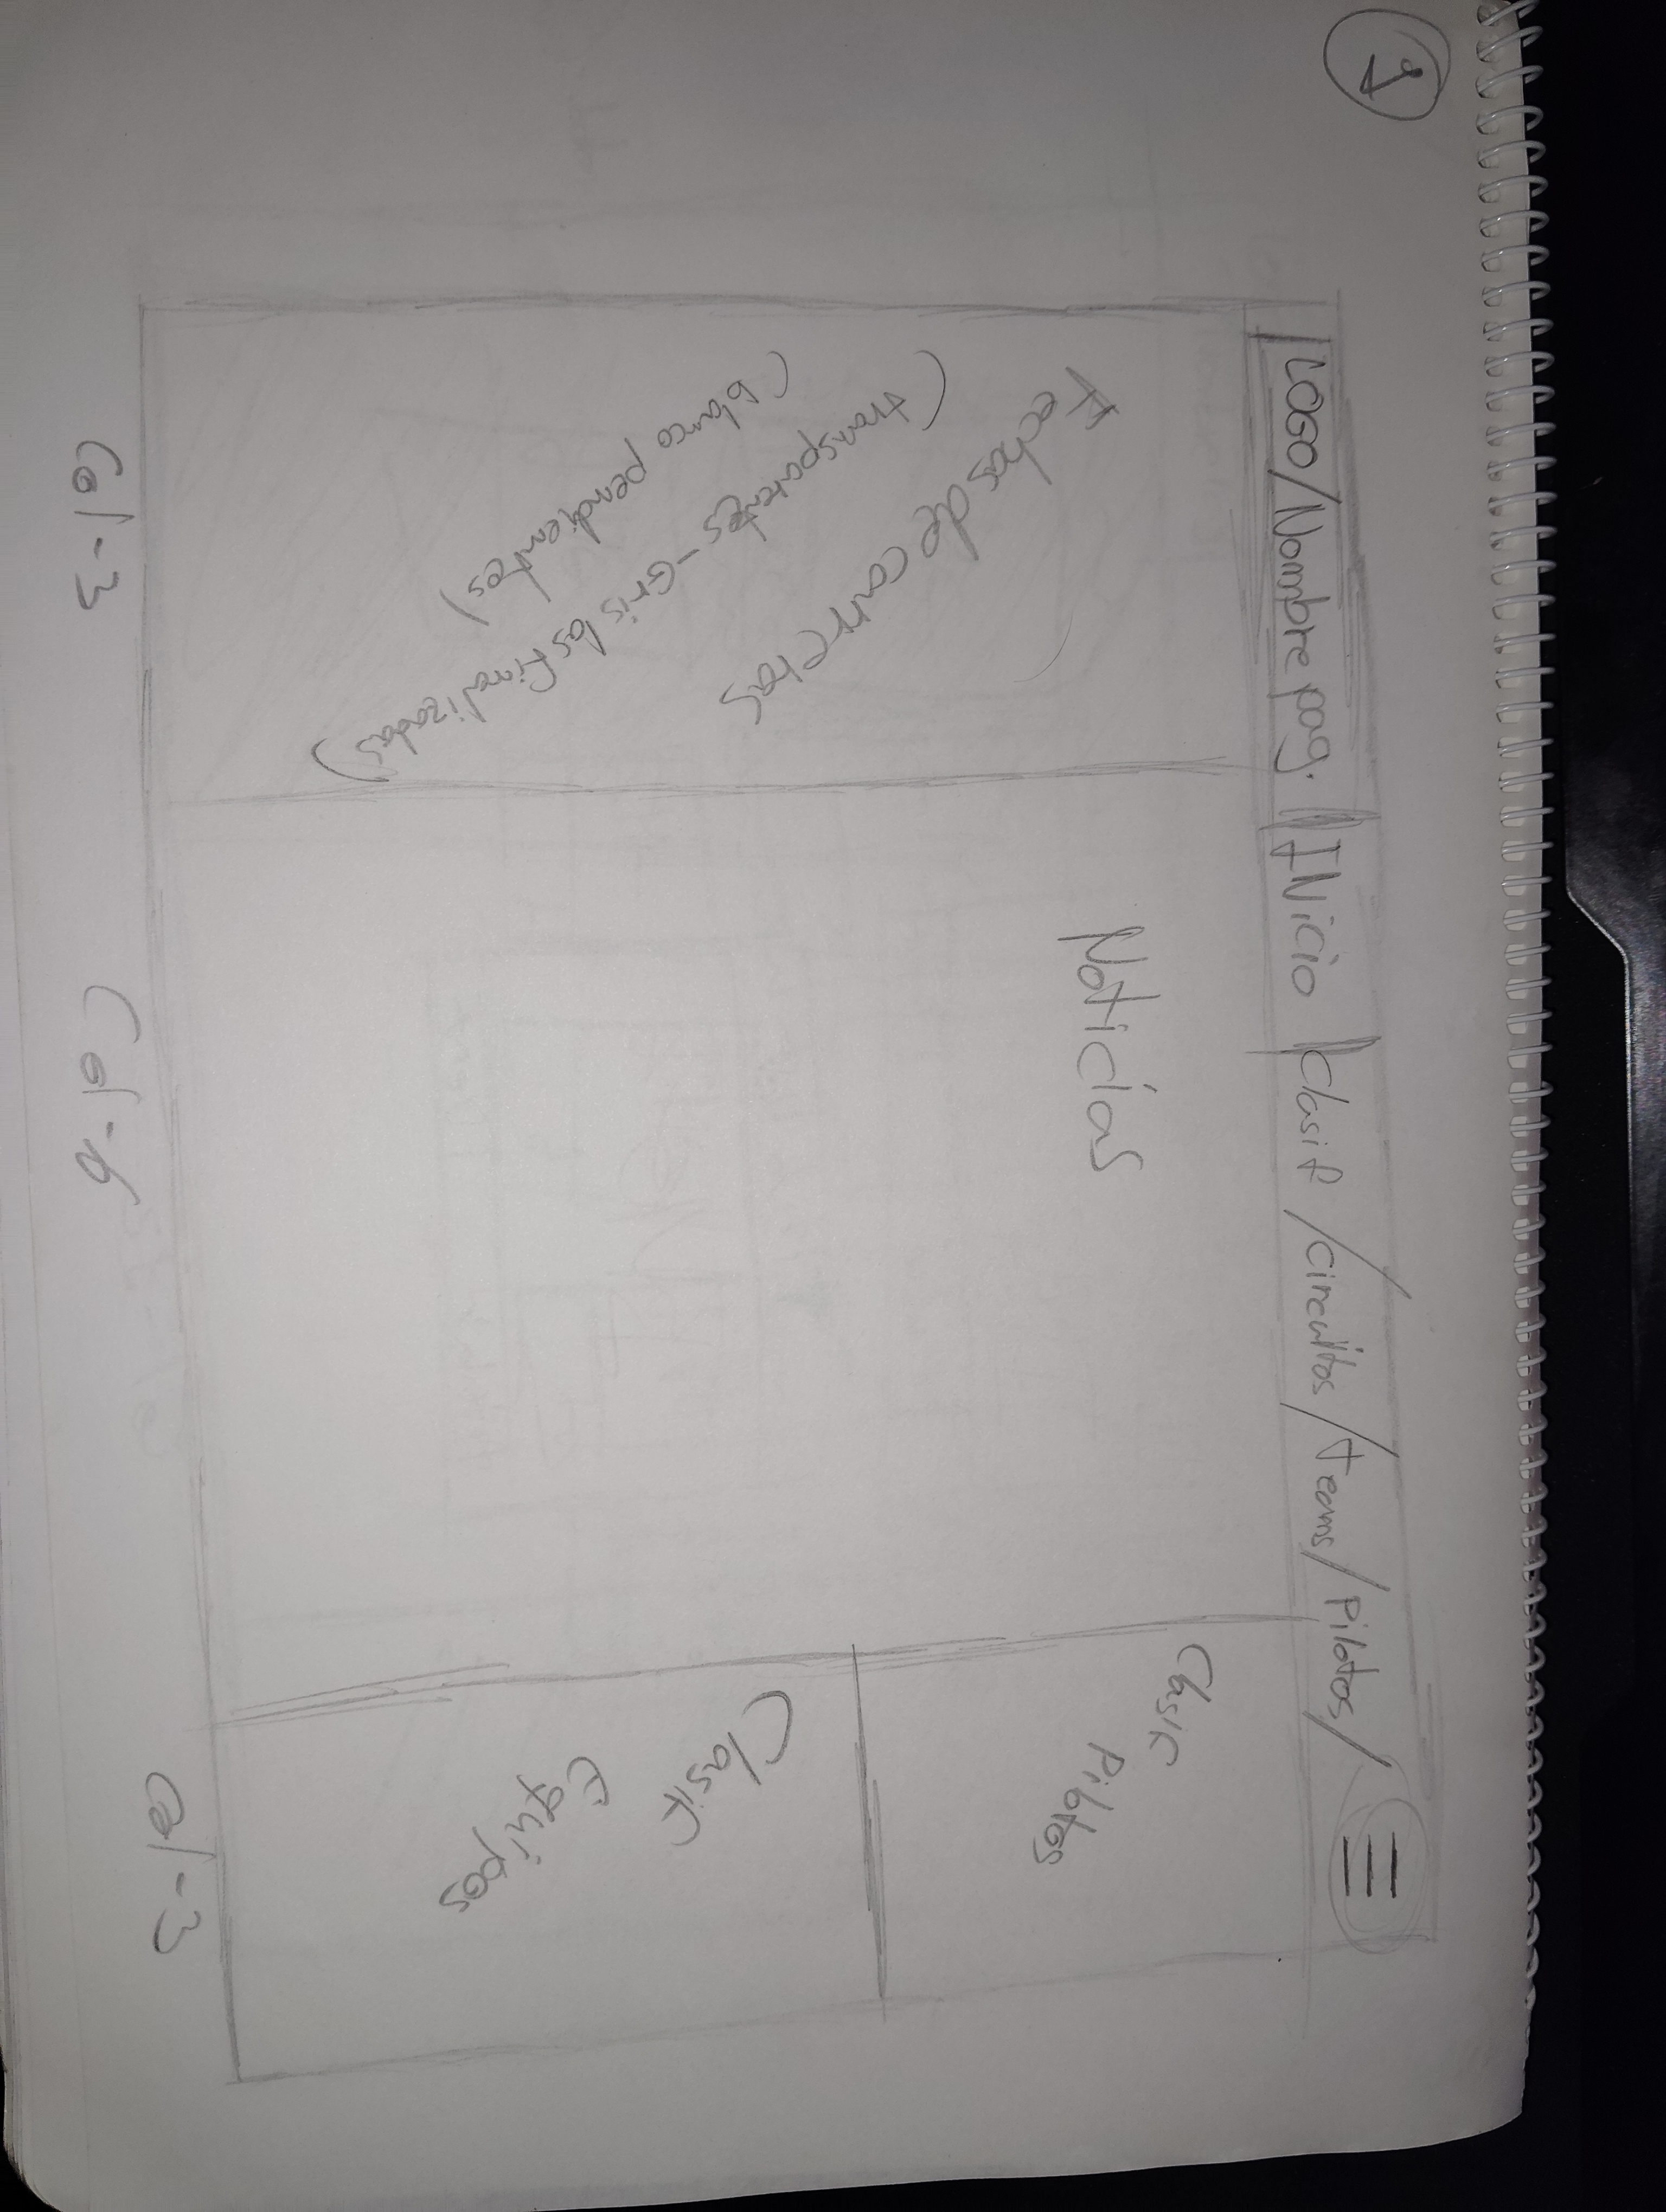 1
LOGO/Nombre pag. INicio Clasif / circuitos / teams / Pilotos /
Fechas de carreras
(transparentes-Gris las finalizadas)
(blanco pendientes)
Noticias
Clasif
Pilotos
Clasif
Equipos
Col-3
Col-6
Col-3